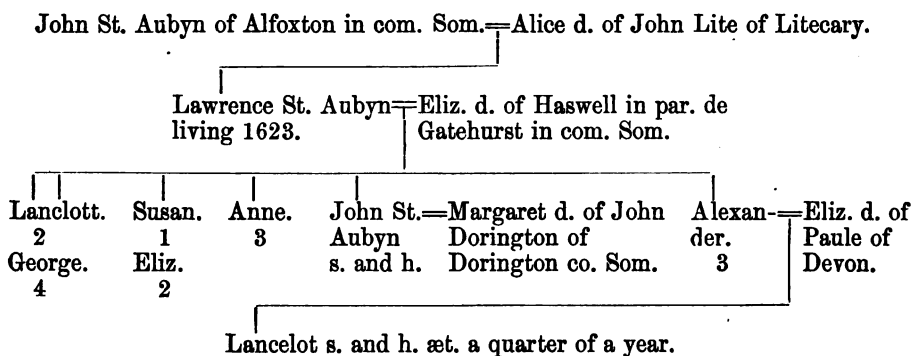 John St. Aubyn of Alfoxton in com. Som.=Alice d. of John Lite of Litecary.
Lawrence St. Aubyn=Eliz. d. of Haswell in par. de
living 1623. Gatehurst in com. Som.
Lanclott. Susan. Anne. John St.=Margaret d. of John Alexan-=Eliz. d. of
2 1 3 Aubyn Dorington of der. Paule of
George. Eliz. s. and h. Dorington co. Som. 3 Devon.
4 2
Lancelot s. and h. æt. a quarter of a year.